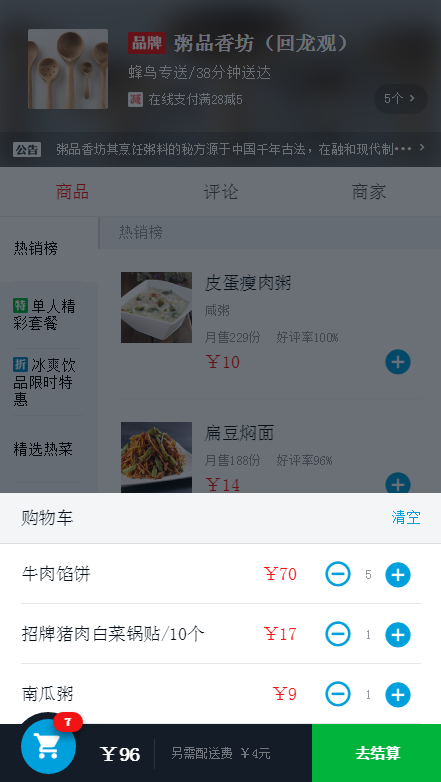 品牌 粥品香坊（回龙观）
蜂鸟专送/38分钟送达
减 在线支付满28减5
5个 >
公告 粥品香坊其烹饪粥料的秘方源于中国千年古法，在融和现代制••• >
商品 评论 商家
热销榜
特 单人精
彩套餐
折 冰爽饮
品限时特
惠
精选热菜
热销榜
皮蛋瘦肉粥
咸粥
月售229份 好评率100%
￥10
扁豆焖面
月售188份 好评率96%
￥14
购物车 清空
牛肉馅饼 ￥70 5
招牌猪肉白菜锅贴/10个 ￥17 1
南瓜粥 ￥9 1
7
￥96 另需配送费 ￥4元 去结算